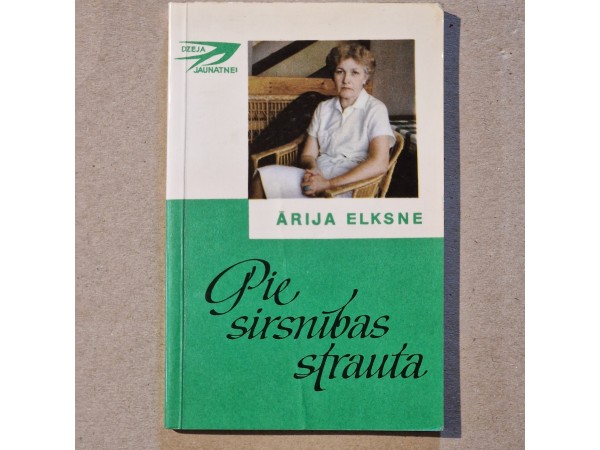 DZEJA
JAUNATNEI
ĀRIJA ELKSNE
Pie
sirsnības
strauta